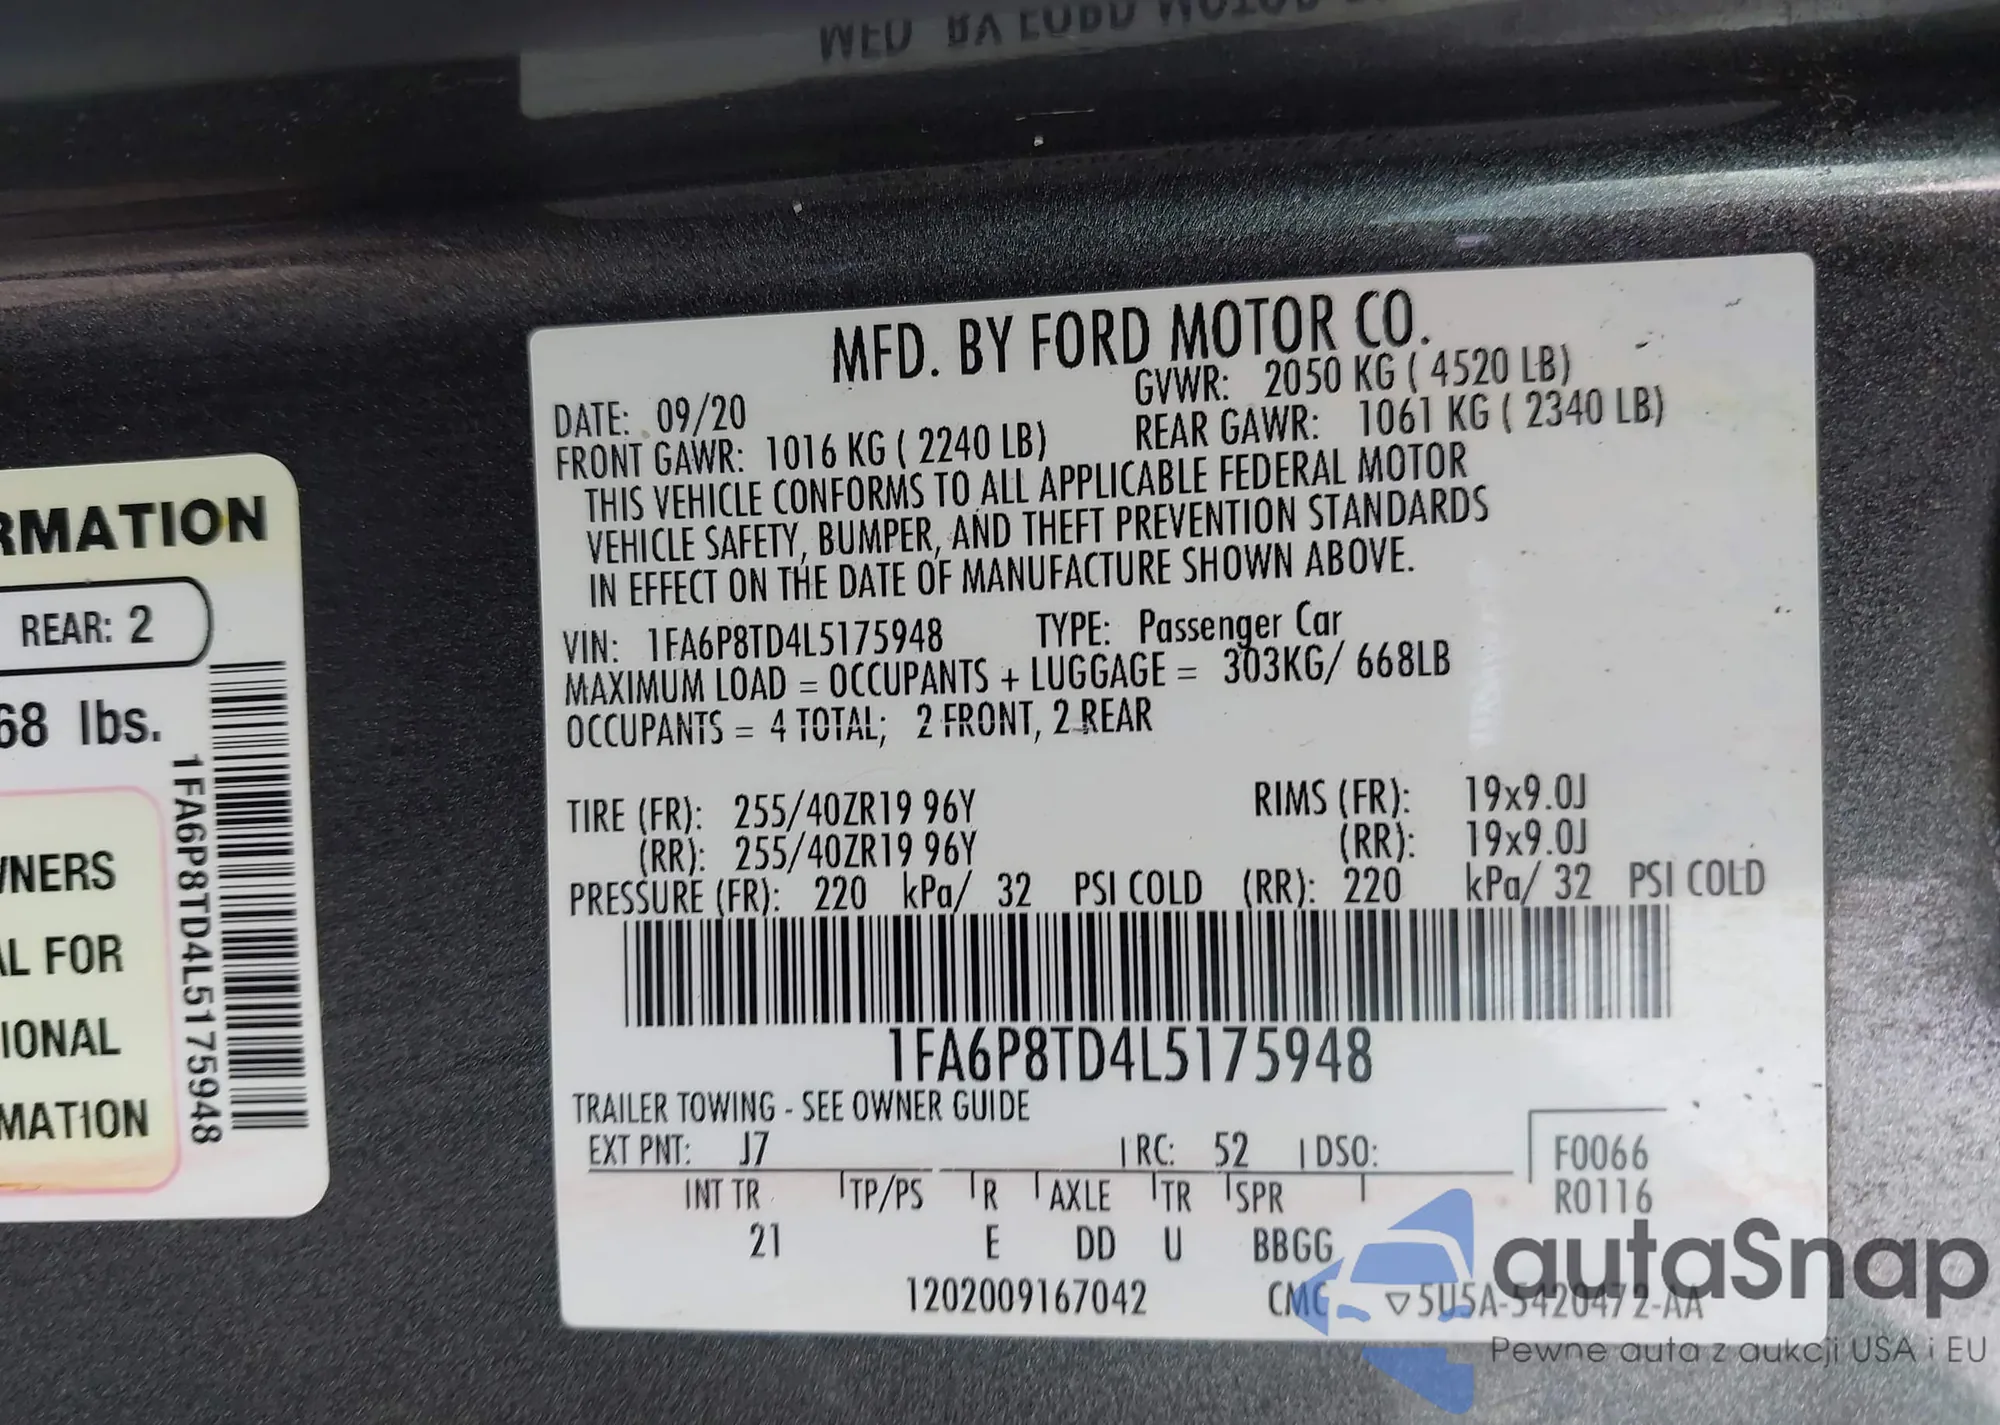 MFD. BY FORD MOTOR CO.
DATE: 09/20 GVWR: 2050 KG ( 4520 LB)
FRONT GAWR: 1016 KG ( 2240 LB) REAR GAWR: 1061 KG ( 2340 LB)
THIS VEHICLE CONFORMS TO ALL APPLICABLE FEDERAL MOTOR
VEHICLE SAFETY, BUMPER, AND THEFT PREVENTION STANDARDS
IN EFFECT ON THE DATE OF MANUFACTURE SHOWN ABOVE.
VIN: 1FA6P8TD4L5175948 TYPE: Passenger Car
MAXIMUM LOAD = OCCUPANTS + LUGGAGE = 303KG/ 668LB
OCCUPANTS = 4 TOTAL; 2 FRONT, 2 REAR
TIRE (FR): 255/40ZR19 96Y RIMS (FR): 19x9.0J
(RR): 255/40ZR19 96Y (RR): 19x9.0J
PRESSURE (FR): 220 kPa/ 32 PSI COLD (RR): 220 kPa/ 32 PSI COLD
1FA6P8TD4L5175948
TRAILER TOWING - SEE OWNER GUIDE
EXT PNT: J7 RC: 52 DSO: F0066
R0116
INT TR TP/PS R AXLE TR SPR
21 E DD U BBGG
1202009167042 CMC ▽5U5A-5420472-AA
RMATION
REAR: 2
68 lbs.
WNERS
AL FOR
IONAL
MATION
1FA6P8TD4L5175948
autaSnap
Pewne auta z aukcji USA i EU